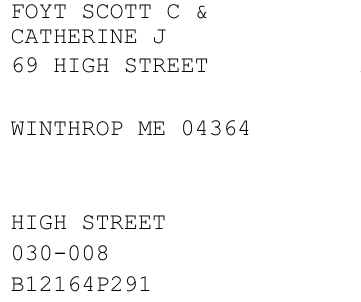 FOYT SCOTT C &
CATHERINE J
69 HIGH STREET
WINTHROP ME 04364
HIGH STREET
030-008
B12164P291